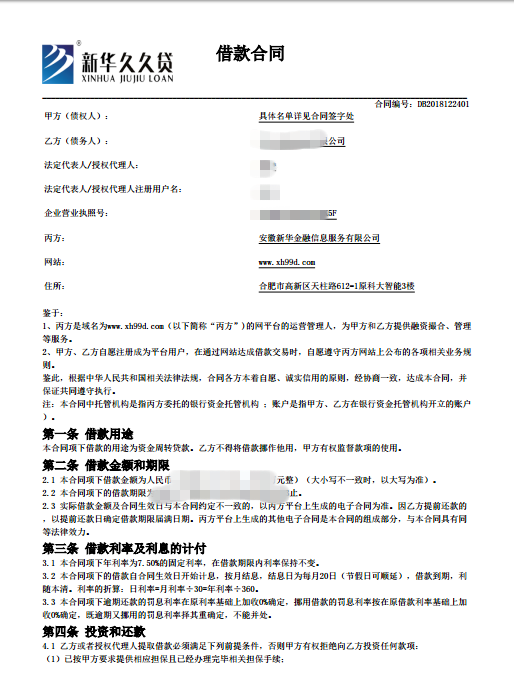 新华久久贷®
XINHUA JIUJIU LOAN
借款合同
合同编号：DB2018122401
甲方（债权人）： 具体名单详见合同签字处
乙方（债务人）： 公司
法定代表人/授权代理人：
法定代表人/授权代理人注册用户名：
企业营业执照号： 5F
丙方： 安徽新华金融信息服务有限公司
网站： www.xh99d.com
住所： 合肥市高新区天柱路612-1原科大智能3楼
鉴于：
1、丙方是域名为www.xh99d.com（以下简称“丙方”)的网平台的运营管理人，为甲方和乙方提供融资撮合、管理
等服务。
2、甲方、乙方自愿注册成为平台用户，在通过网站达成借款交易时，自愿遵守丙方网站上公布的各项相关业务规
则。
鉴此，根据中华人民共和国相关法律法规，合同各方本着自愿、诚实信用的原则，经协商一致，达成本合同，并
保证共同遵守执行。
注：本合同中托管机构是指丙方委托的银行资金托管机构 ；账户是指甲方、乙方在银行资金托管机构开立的账户
）。
第一条 借款用途
本合同项下借款的用途为资金周转贷款。乙方不得将借款挪作他用，甲方有权监督款项的使用。
第二条 借款金额和期限
2.1 本合同项下借款金额为人民币 元整）（大小写不一致时，以大写为准）。
2.2 本合同项下的借款期限为 止。
2.3 实际借款金额及合同生效日与本合同约定不一致的，以丙方平台上生成的电子合同为准。因乙方提前还款的
，以提前还款日确定借款期限届满日期。丙方平台上生成的其他电子合同是本合同的组成部分，与本合同具有同
等法律效力。
第三条 借款利率及利息的计付
3.1 本合同项下年利率为7.50%的固定利率，在借款期限内利率保持不变。
3.2 本合同项下的借款自合同生效日开始计息，按月结息，结息日为每月20日（节假日可顺延），借款到期，利
随本清。利率的折算：日利率=月利率÷30=年利率÷360。
3.3 本合同项下逾期还款的罚息利率在原利率基础上加收0%确定，挪用借款的罚息利率按在原借款利率基础上加
收0%确定，既逾期又挪用的罚息利率择其重确定，不能并处。
第四条 投资和还款
4.1 乙方或者授权代理人提取借款必须满足下列前提条件，否则甲方有权拒绝向乙方投资任何款项：
（1）已按甲方要求提供相应担保且已经办理完毕相关担保手续；